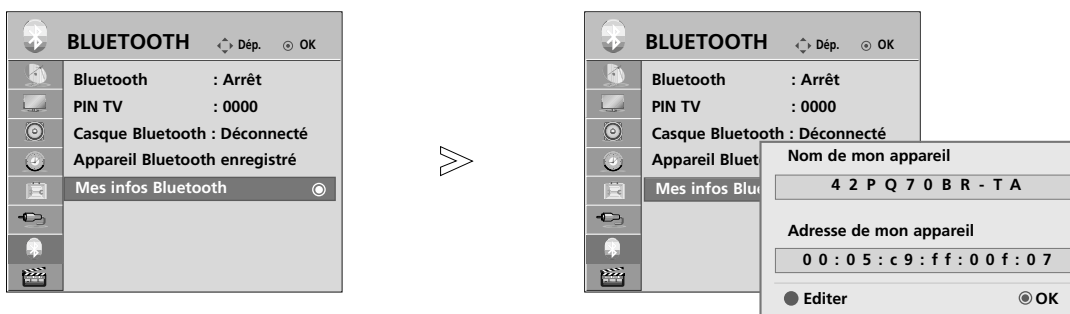 BLUETOOTH Dép. OK
Bluetooth : Arrêt
PIN TV : 0000
Casque Bluetooth : Déconnecté
Appareil Bluetooth enregistré
Mes infos Bluetooth
BLUETOOTH Dép. OK
Bluetooth : Arrêt
PIN TV : 0000
Casque Bluetooth : Déconnecté
Appareil Bluet
Mes infos Blue
Nom de mon appareil
42PQ70BR-TA
Adresse de mon appareil
00:05:c9:ff:00f:07
Editer OK